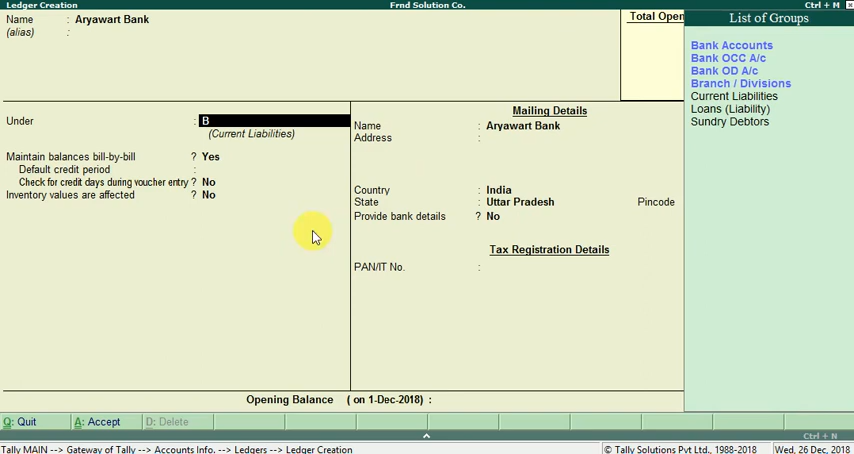 Ledger Creation Frnd Solution Co. Ctrl + M
Name : Aryawart Bank
(alias) :
Total Open
List of Groups
Bank Accounts
Bank OCC A/c
Bank OD A/c
Branch / Divisions
Current Liabilities
Loans (Liability)
Sundry Debtors
Under : B
(Current Liabilities)
Maintain balances bill-by-bill ? Yes
Default credit period :
Check for credit days during voucher entry ? No
Inventory values are affected ? No
Mailing Details
Name : Aryawart Bank
Address :
Country : India
State : Uttar Pradesh Pincode
Provide bank details ? No
Tax Registration Details
PAN/IT No. :
Opening Balance ( on 1-Dec-2018) :
Q: Quit A: Accept D: Delete
Ctrl + N
Tally MAIN --> Gateway of Tally --> Accounts Info. --> Ledgers --> Ledger Creation © Tally Solutions Pvt Ltd., 1988-2018 Wed, 26 Dec, 2018